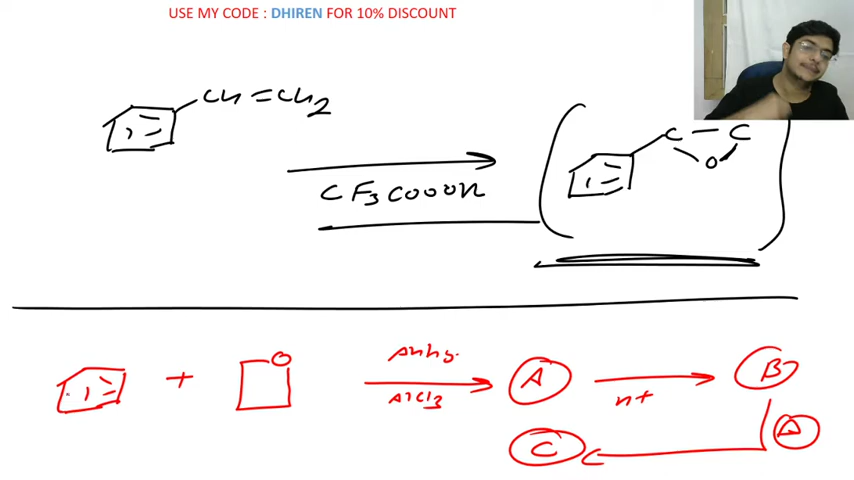 USE MY CODE : DHIREN FOR 10% DISCOUNT
CH = CH2
CF3COOOH
C - C
O
+
O
Anhy.
AlCl3
A
H+
B
Δ
C